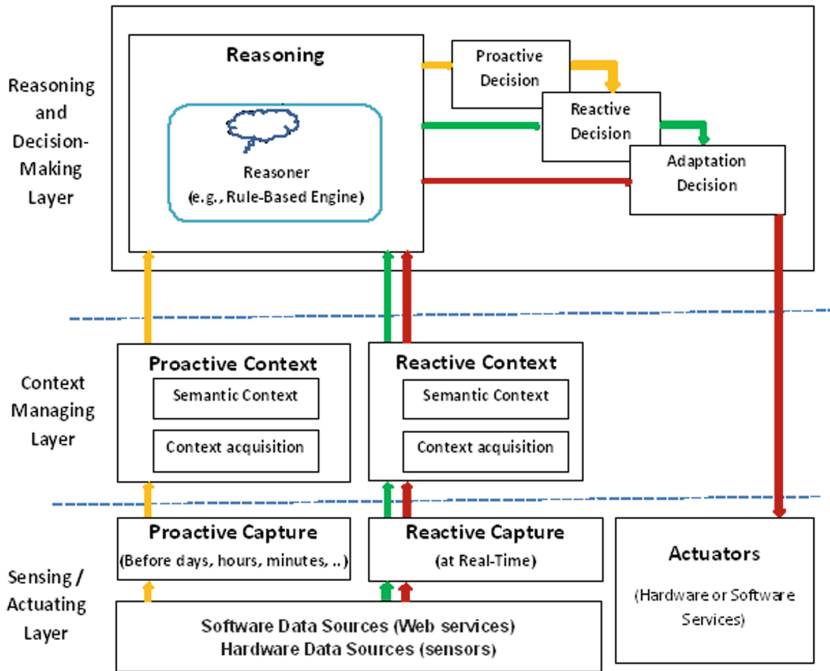 Reasoning
and
Decision-
Making
Layer
Reasoning
Reasoner
(e.g., Rule-Based Engine)
Proactive
Decision
Reactive
Decision
Adaptation
Decision
Context
Managing
Layer
Proactive Context
Semantic Context
Context acquisition
Reactive Context
Semantic Context
Context acquisition
Sensing /
Actuating
Layer
Proactive Capture
(Before days, hours, minutes, ..)
Reactive Capture
(at Real-Time)
Software Data Sources (Web services)
Hardware Data Sources (sensors)
Actuators
(Hardware or Software
Services)